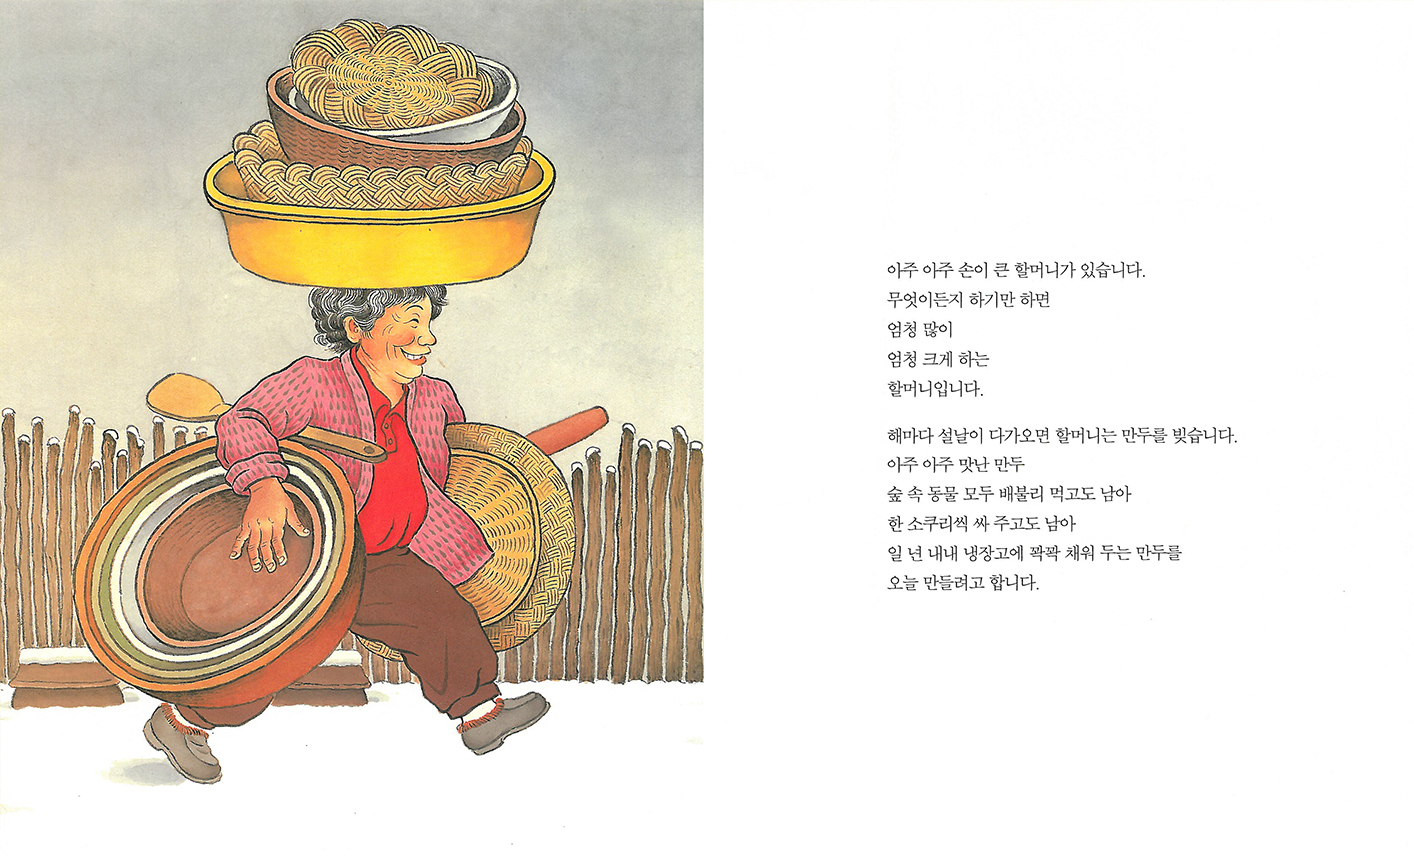 아주 아주 손이 큰 할머니가 있습니다.
무엇이든지 하기만 하면
엄청 많이
엄청 크게 하는
할머니입니다.
해마다 설날이 다가오면 할머니는 만두를 빚습니다.
아주 아주 맛난 만두
숲 속 동물 모두 배불리 먹고도 남아
한 소쿠리씩 싸 주고도 남아
일 년 내내 냉장고에 꽉꽉 채워 두는 만두를
오늘 만들려고 합니다.